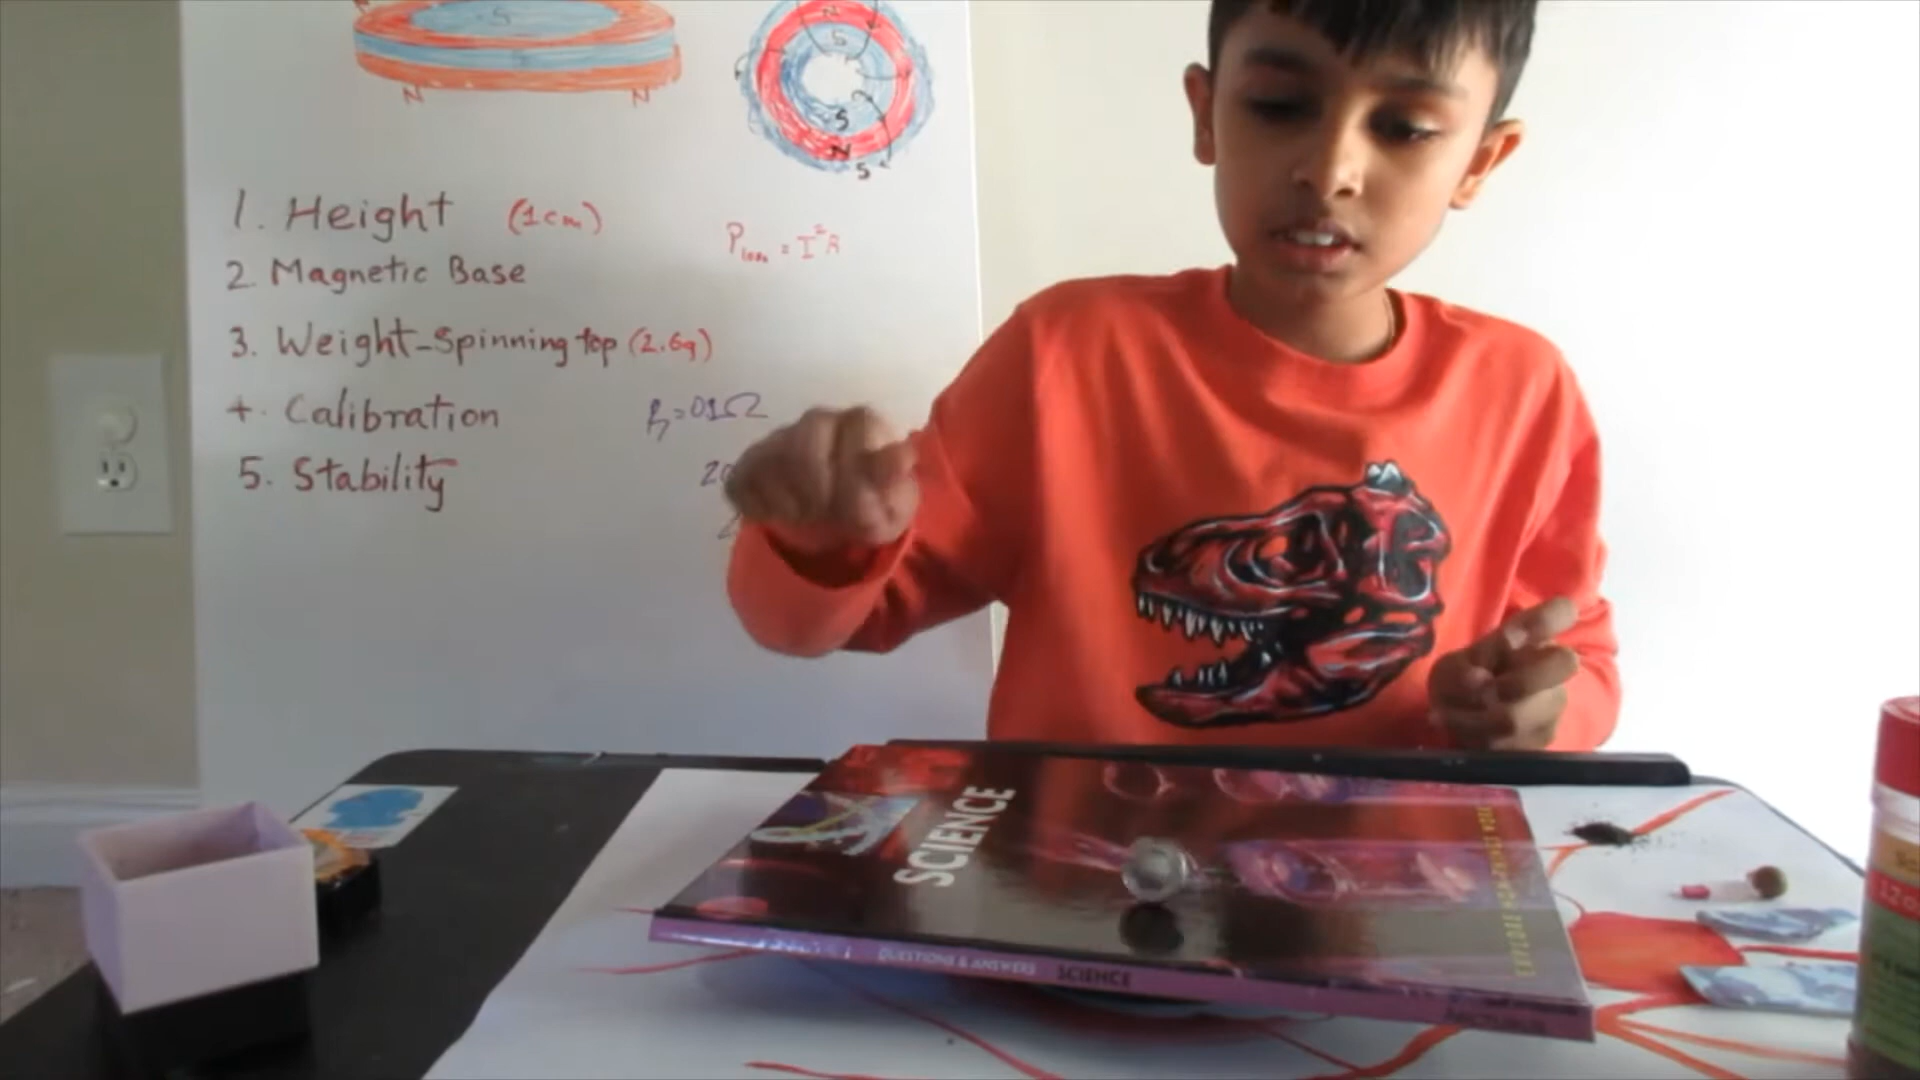 S
N N
N
S
S
N
S
1. Height (1cm)
P = I²R
2. Magnetic Base
3. Weight-Spinning top (2.6g)
4. Calibration
R=01Ω
5. Stability
SCIENCE
QUESTIONS & ANSWERS SCIENCE